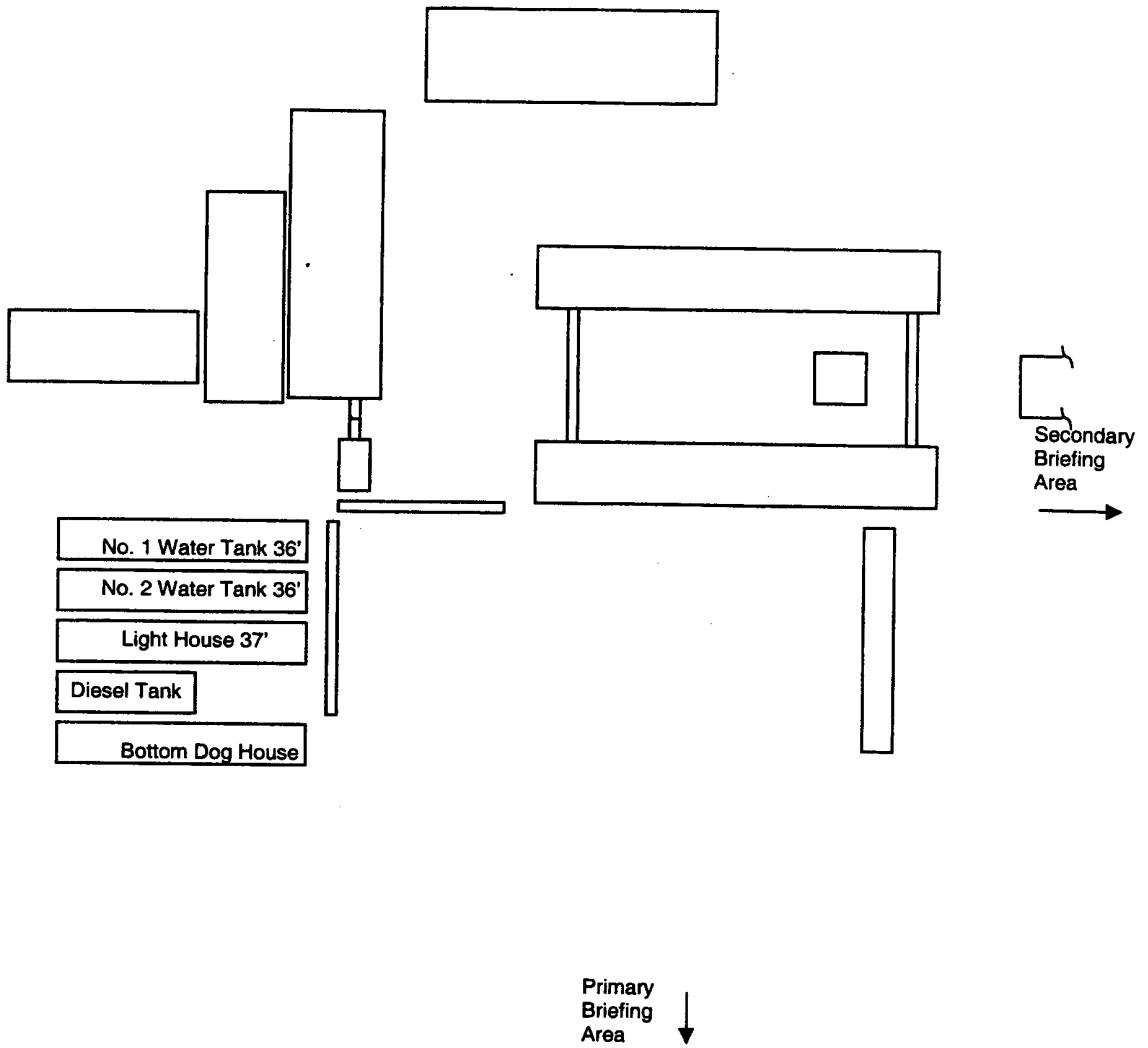 Secondary
Briefing
Area
No. 1 Water Tank 36'
No. 2 Water Tank 36'
Light House 37'
Diesel Tank
Bottom Dog House
Primary
Briefing
Area